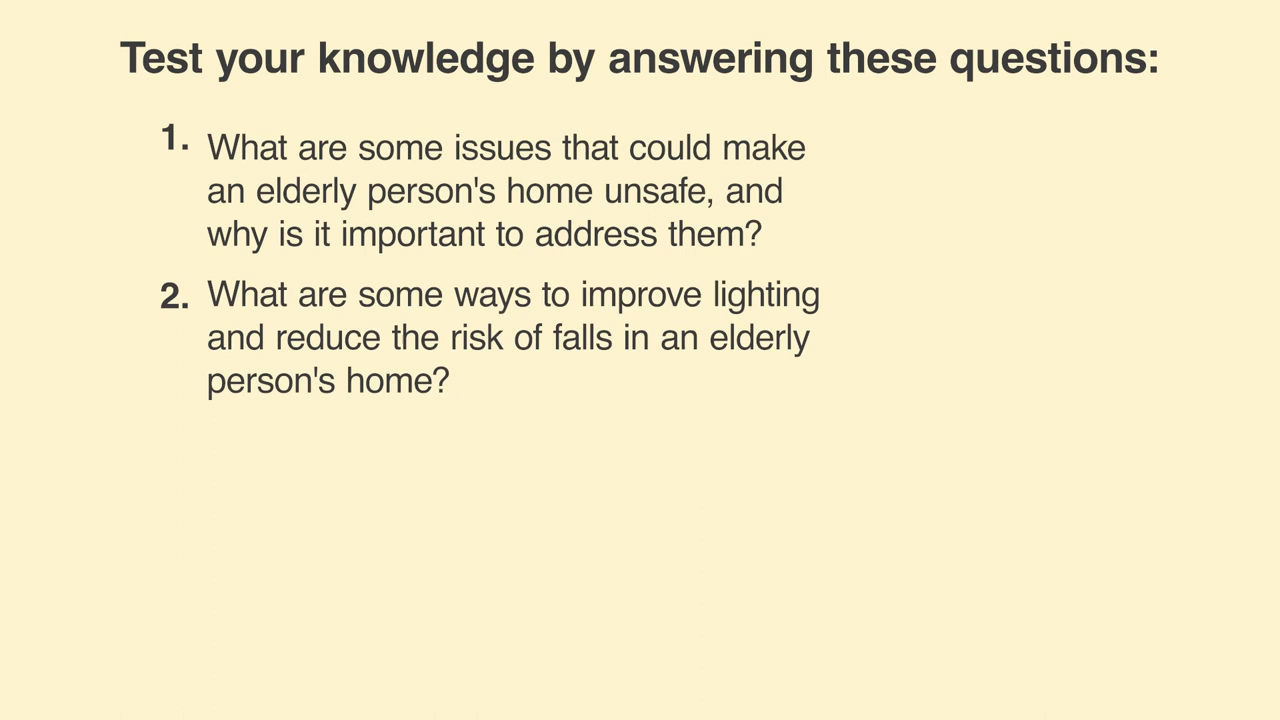 Test your knowledge by answering these questions:
1. What are some issues that could make
an elderly person's home unsafe, and
why is it important to address them?
2. What are some ways to improve lighting
and reduce the risk of falls in an elderly
person's home?